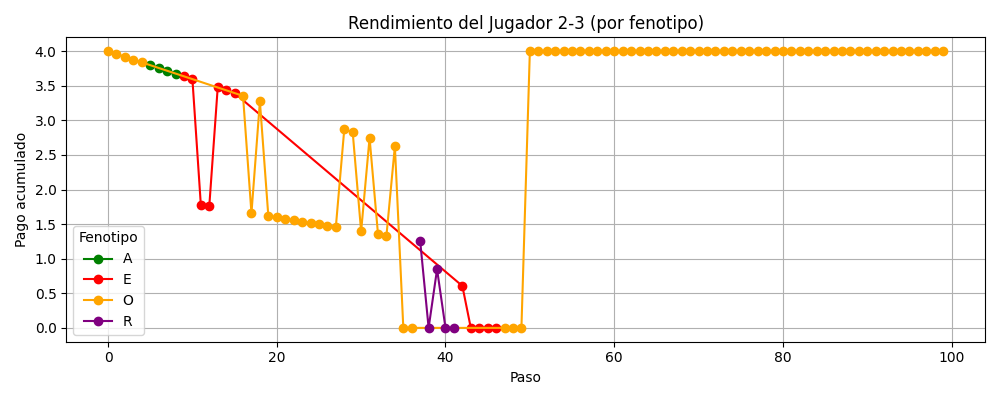 Rendimiento del Jugador 2-3 (por fenotipo)
Pago acumulado
4.0
3.5
3.0
2.5
2.0
1.5
1.0
0.5
0.0
Fenotipo
A
E
O
R
0 20 40 60 80 100
Paso